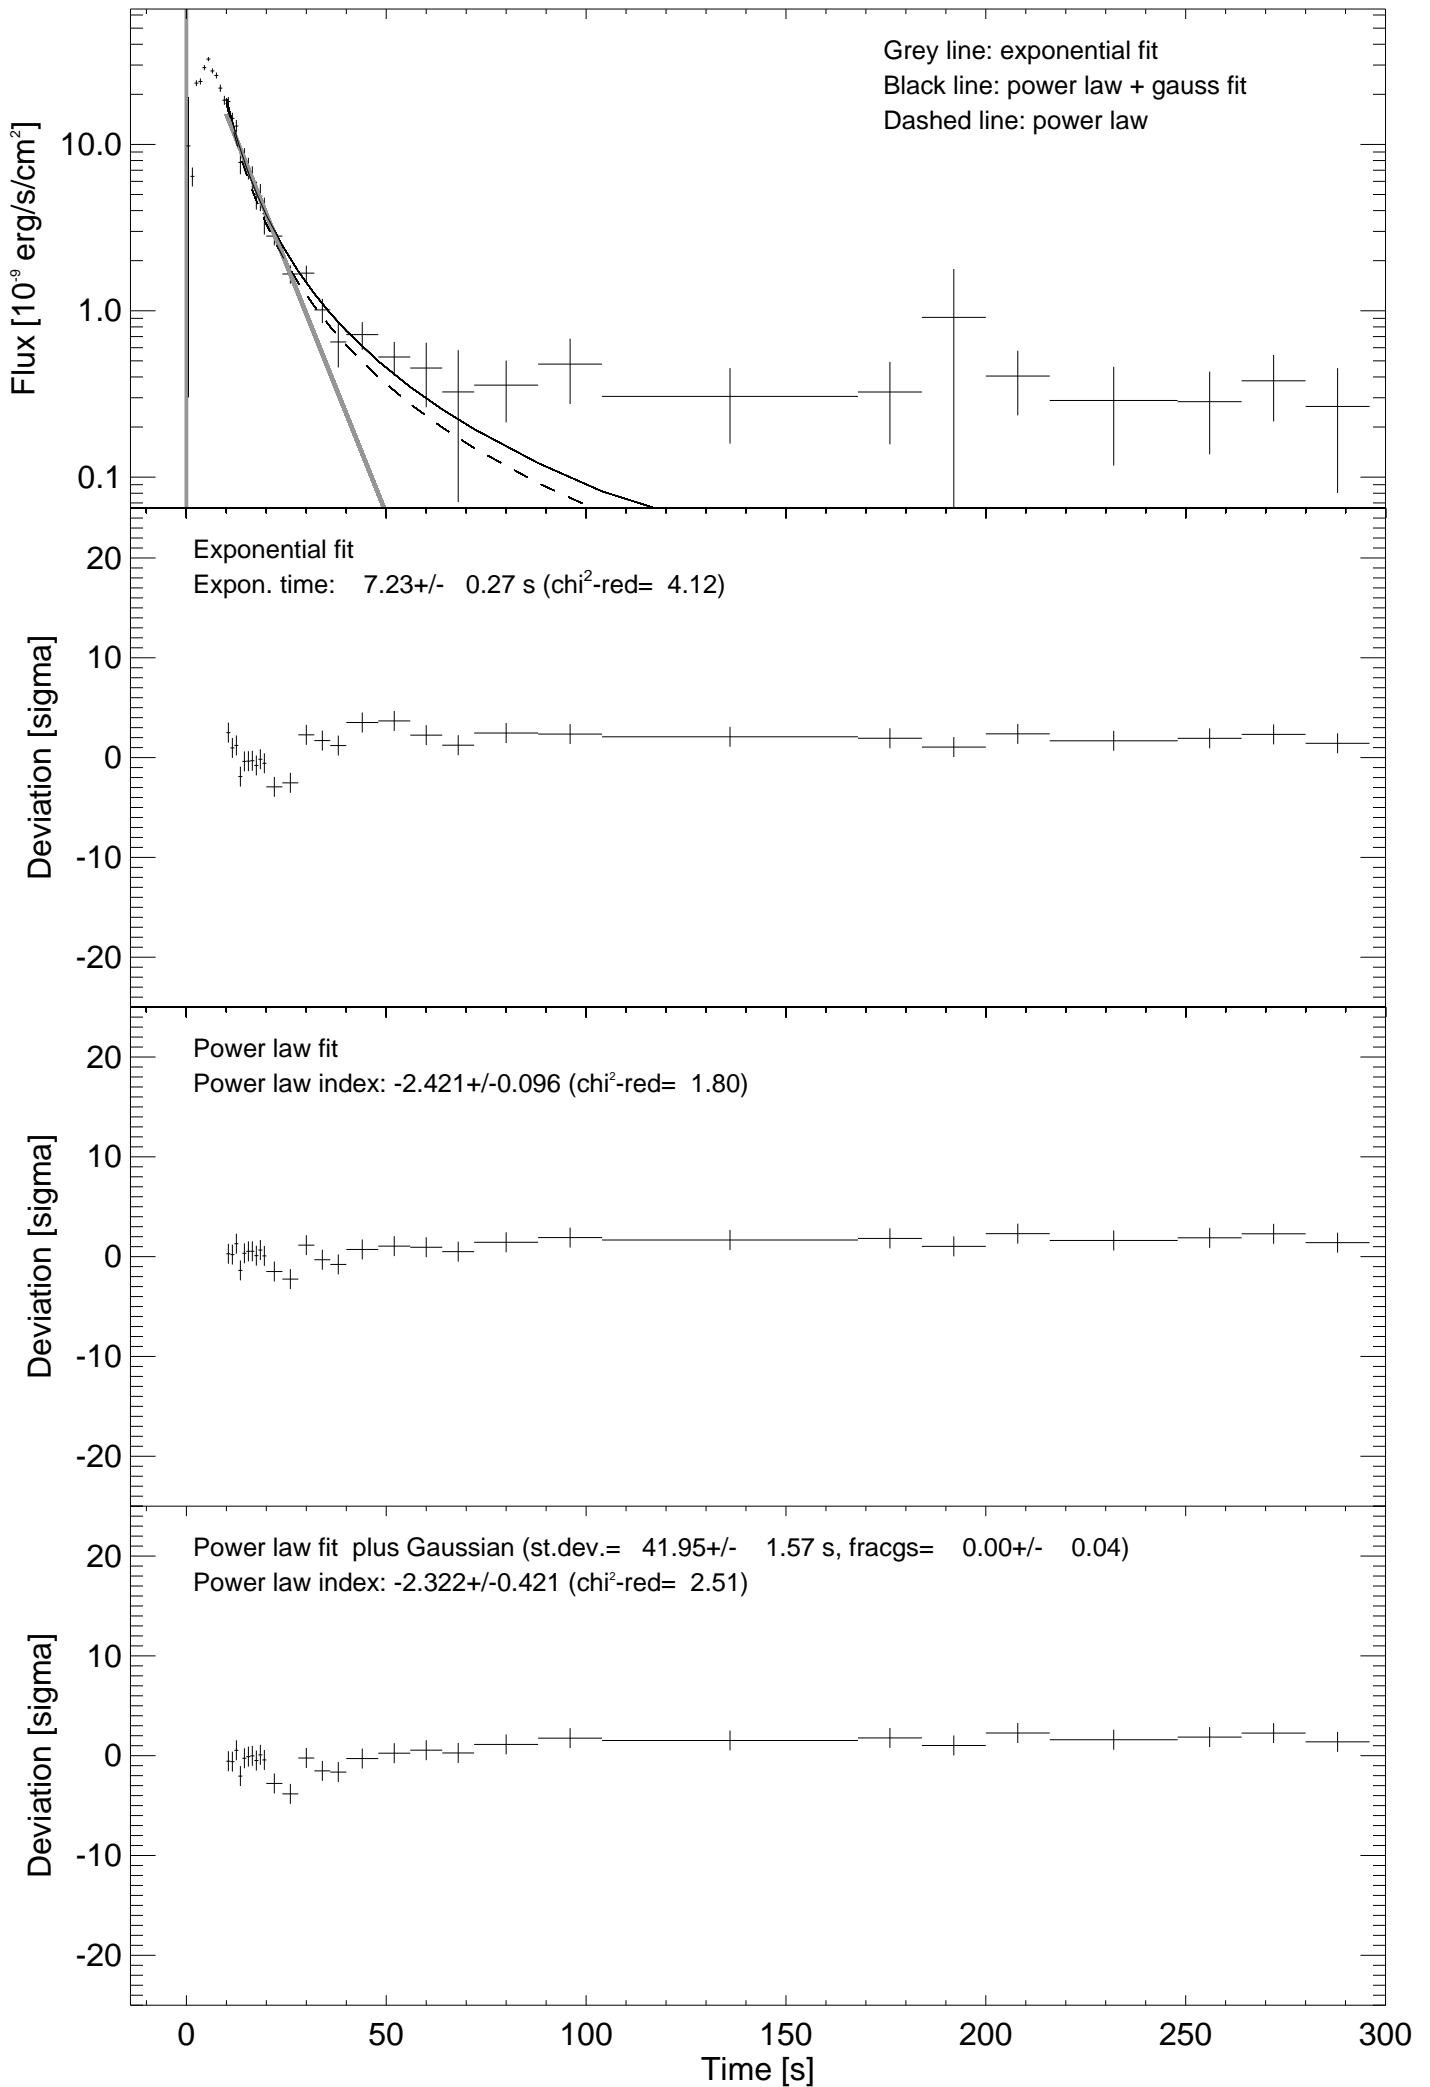 Grey line: exponential fit
Black line: power law + gauss fit
Dashed line: power law
Flux [10⁻⁹ erg/s/cm²]
10.0
1.0
0.1
Exponential fit
Expon. time: 7.23+/- 0.27 s (chi²-red= 4.12)
Deviation [sigma]
20
10
0
-10
-20
Power law fit
Power law index: -2.421+/-0.096 (chi²-red= 1.80)
Deviation [sigma]
20
10
0
-10
-20
Power law fit plus Gaussian (st.dev.= 41.95+/- 1.57 s, fracgs= 0.00+/- 0.04)
Power law index: -2.322+/-0.421 (chi²-red= 2.51)
Deviation [sigma]
20
10
0
-10
-20
0 50 100 150 200 250 300
Time [s]